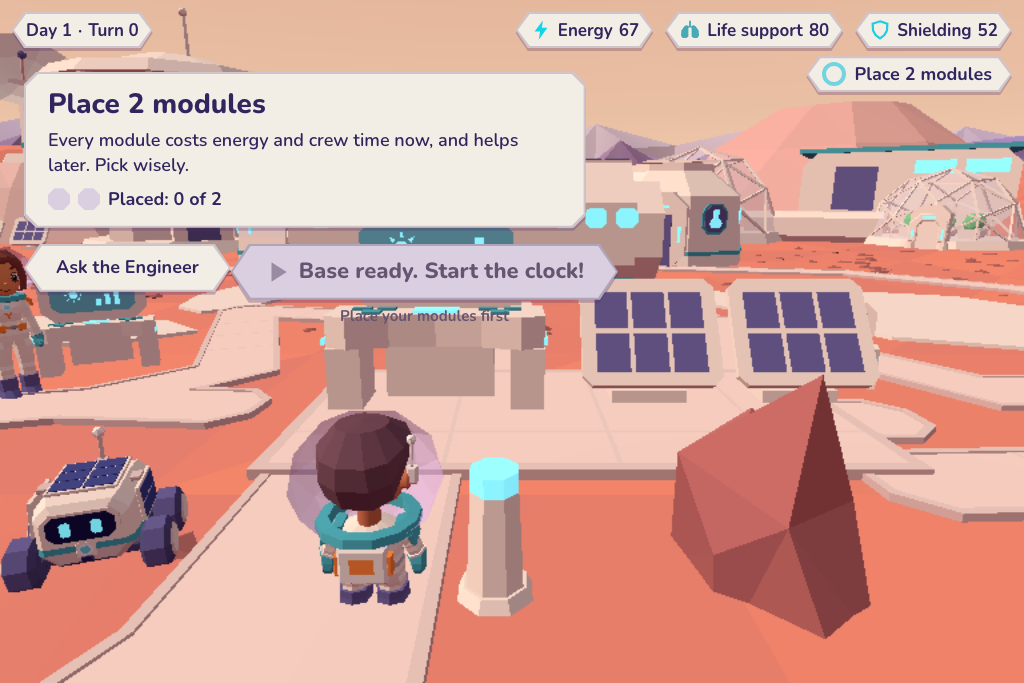 Day 1 · Turn 0
Energy 67
Life support 80
Shielding 52
Place 2 modules
Place 2 modules
Every module costs energy and crew time now, and helps
later. Pick wisely.
Placed: 0 of 2
Ask the Engineer
Base ready. Start the clock!
Place your modules first